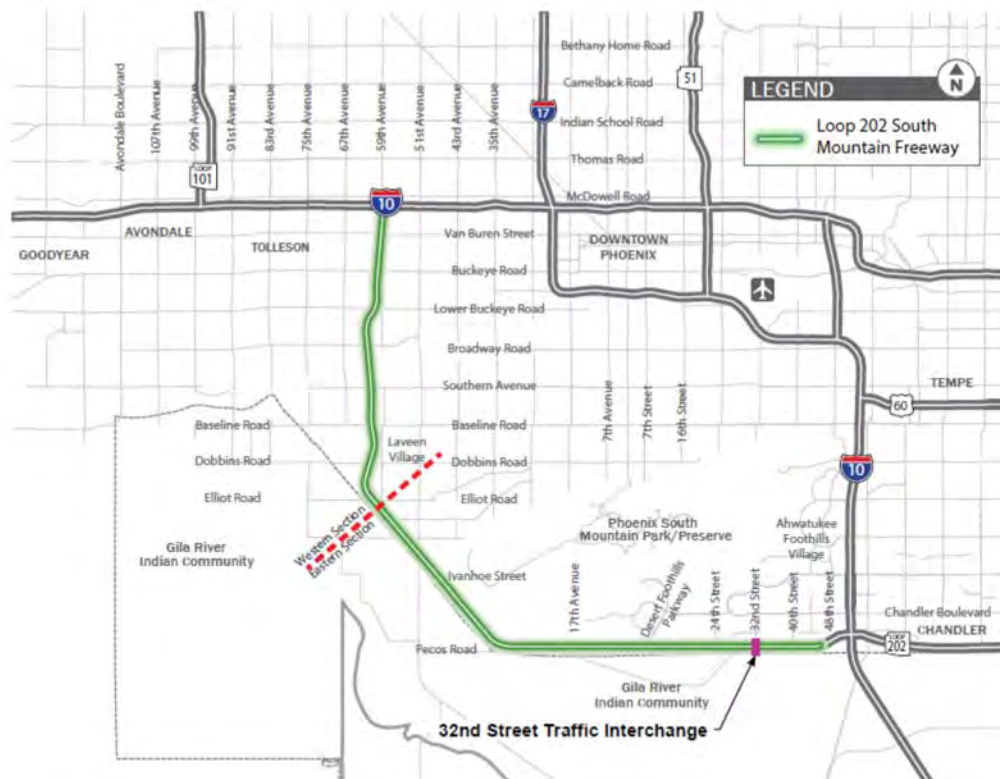 Bethany Home Road
Camelback Road
51
N
LEGEND
Loop 202 South
Mountain Freeway
17
Indian School Road
Thomas Road
McDowell Road
Avondale Boulevard
107th Avenue
99th Avenue
91st Avenue
83rd Avenue
75th Avenue
67th Avenue
59th Avenue
51st Avenue
43rd Avenue
35th Avenue
LOOP
101
10
GOODYEAR
AVONDALE
TOLLESON
Van Buren Street
DOWNTOWN
PHOENIX
Buckeye Road
Lower Buckeye Road
Broadway Road
Southern Avenue
7th Avenue
7th Street
16th Street
TEMPE
60
Baseline Road
Baseline Road
Laveen
Village
Dobbins Road
Dobbins Road
10
Elliot Road
Elliot Road
Western Section
Eastern Section
Phoenix South
Mountain Park/Preserve
Ahwatukee
Foothills
Village
Gila River
Indian Community
Ivanhoe Street
17th Avenue
Desert Foothills
Parkway
24th Street
32nd Street
40th Street
48th Street
Chandler Boulevard
CHANDLER
LOOP
202
Pecos Road
Gila River
Indian Community
32nd Street Traffic Interchange